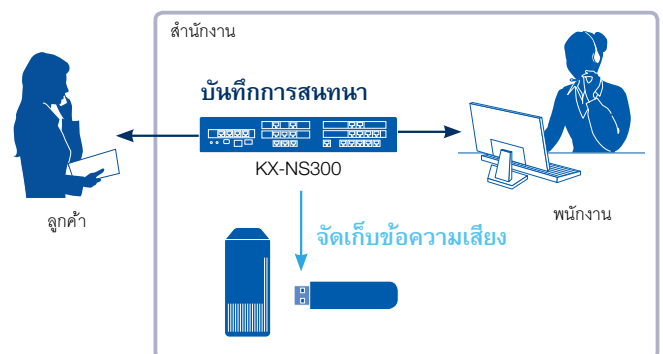 สำนักงาน
บันทึกการสนทนา
KX-NS300
ลูกค้า
พนักงาน
จัดเก็บข้อความเสียง